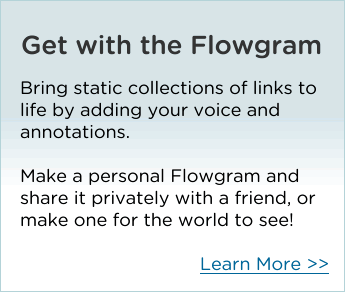 Get with the Flowgram
Bring static collections of links to
life by adding your voice and
annotations.
Make a personal Flowgram and
share it privately with a friend, or
make one for the world to see!
Learn More >>